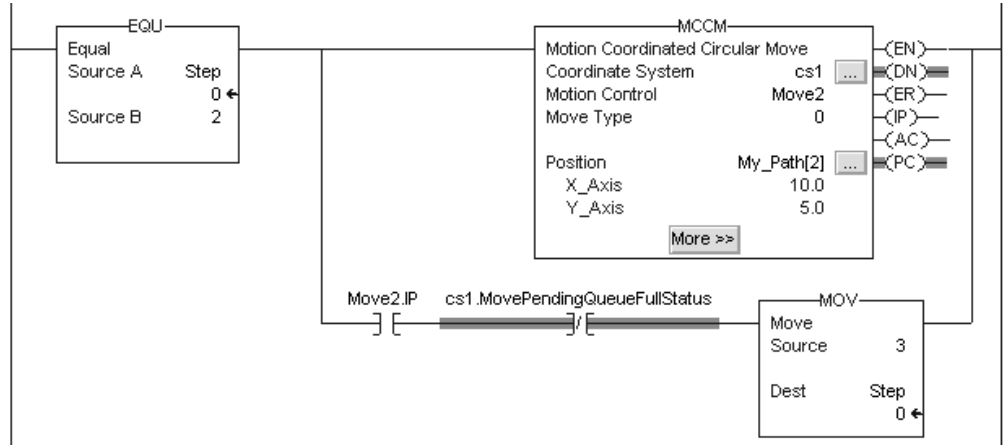 EQU
Equal
Source A Step
0
Source B 2
MCCM
Motion Coordinated Circular Move
Coordinate System cs1 ...
Motion Control Move2
Move Type 0
Position My_Path[2] ...
X_Axis 10.0
Y_Axis 5.0
More >>
(EN)
(DN)
(ER)
(IP)
(AC)
(PC)
Move2.IP cs1.MovePendingQueueFullStatus
MOV
Move
Source 3
Dest Step
0